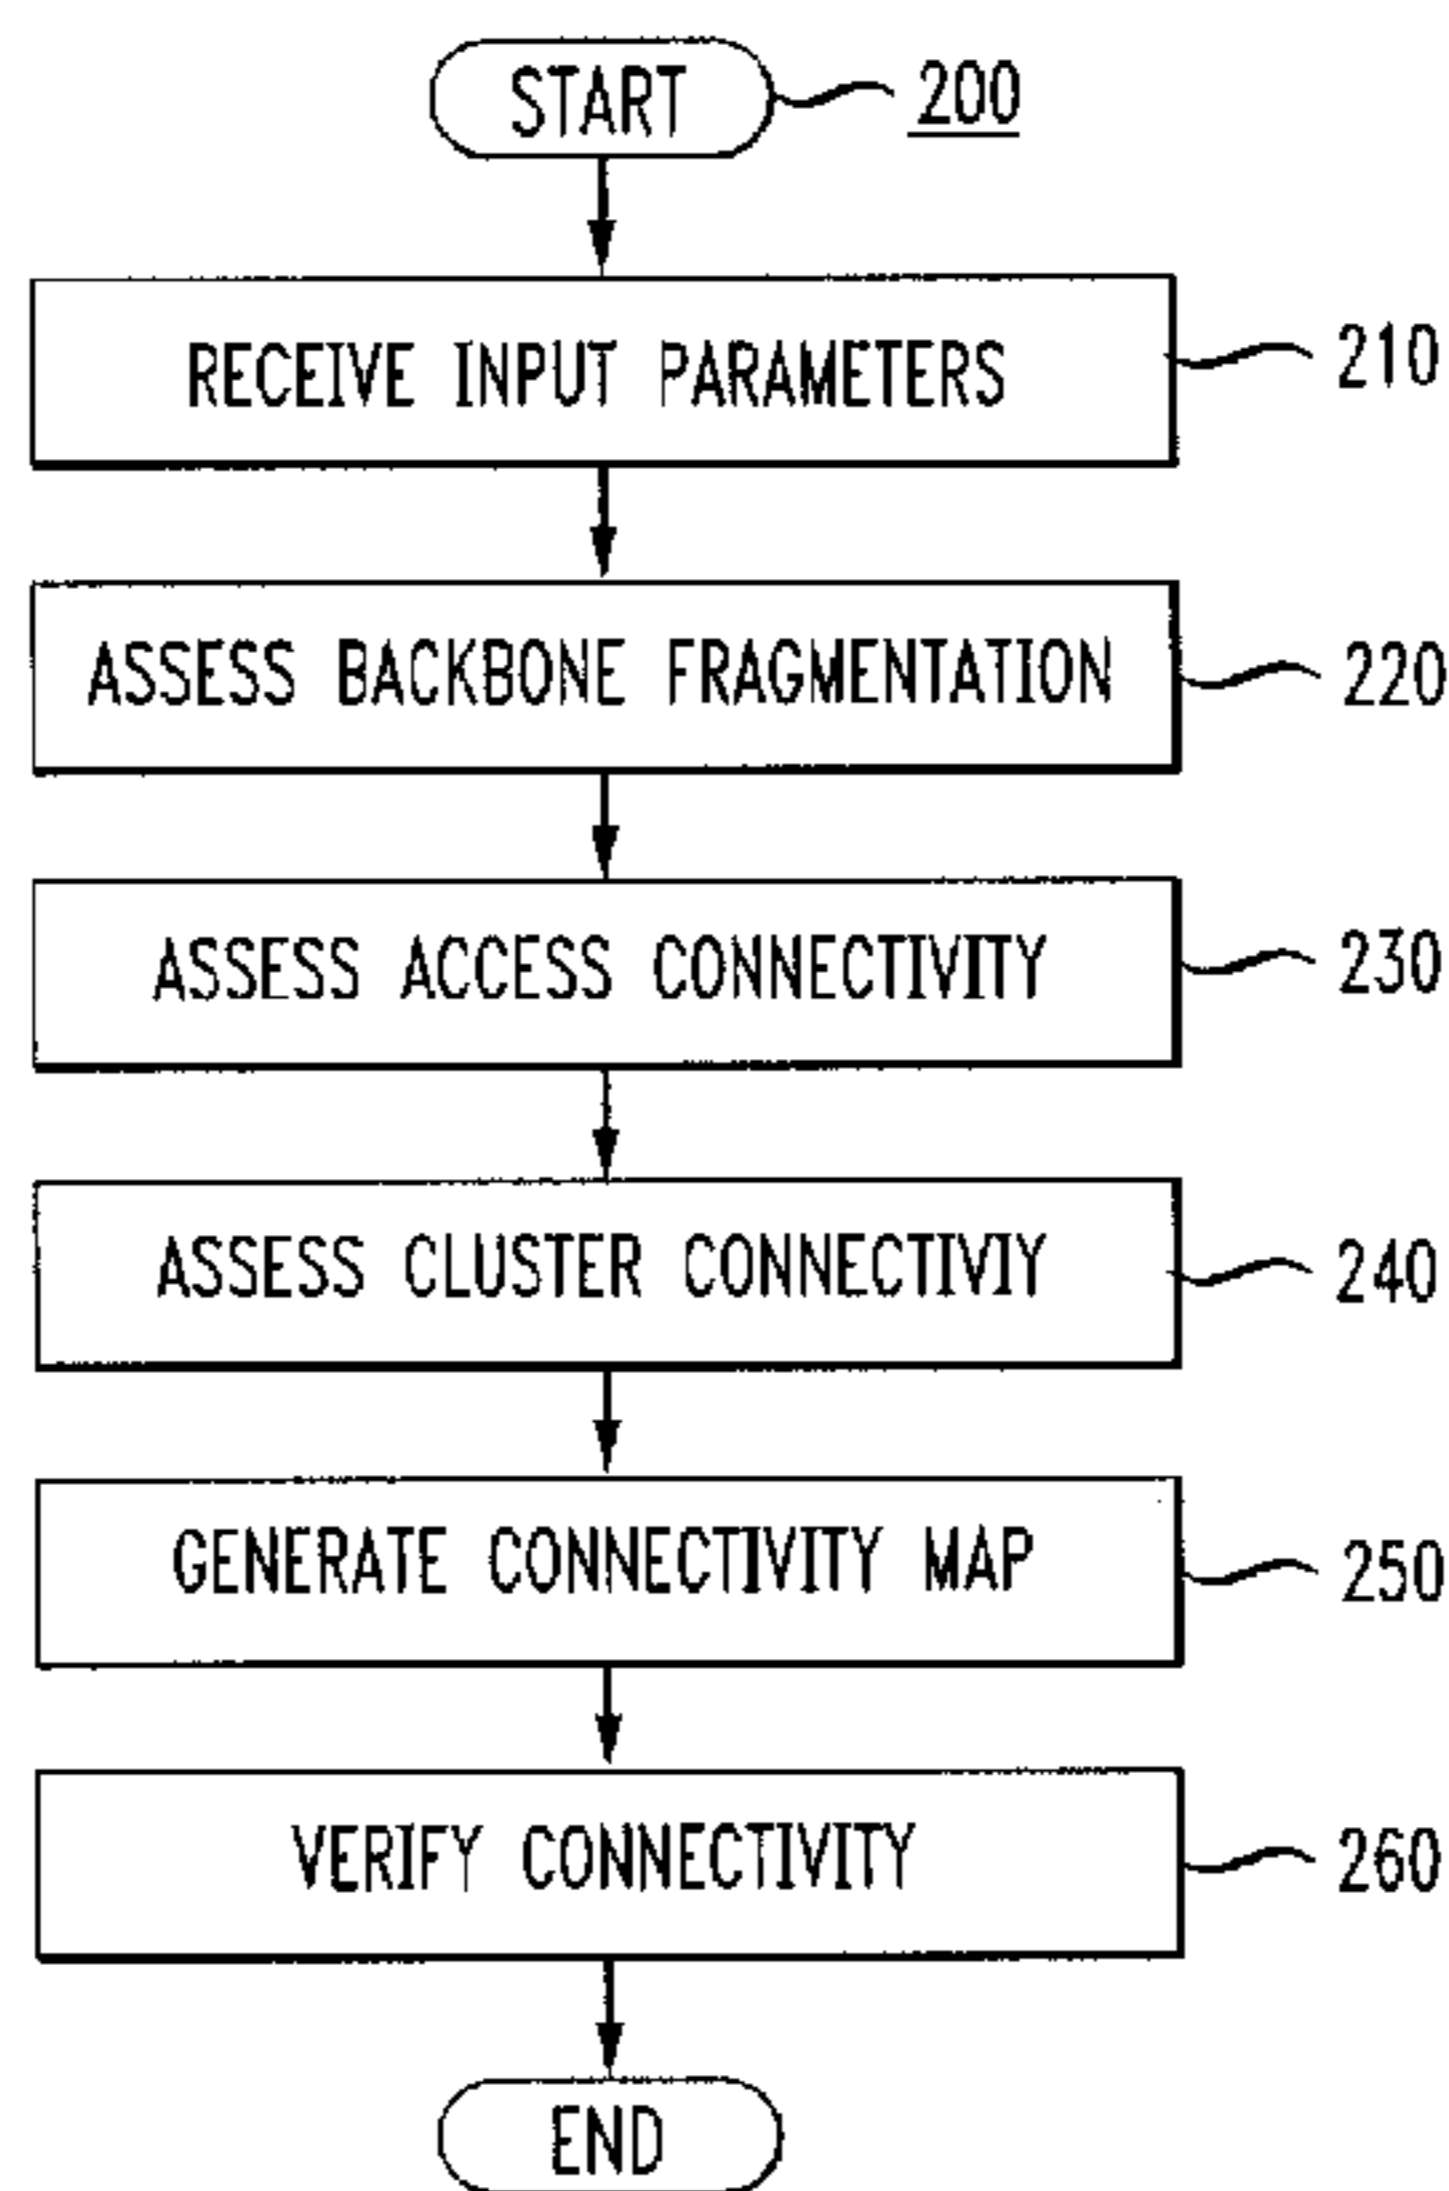 START 200
RECEIVE INPUT PARAMETERS 210
ASSESS BACKBONE FRAGMENTATION 220
ASSESS ACCESS CONNECTIVITY 230
ASSESS CLUSTER CONNECTIVIY 240
GENERATE CONNECTIVITY MAP 250
VERIFY CONNECTIVITY 260
END